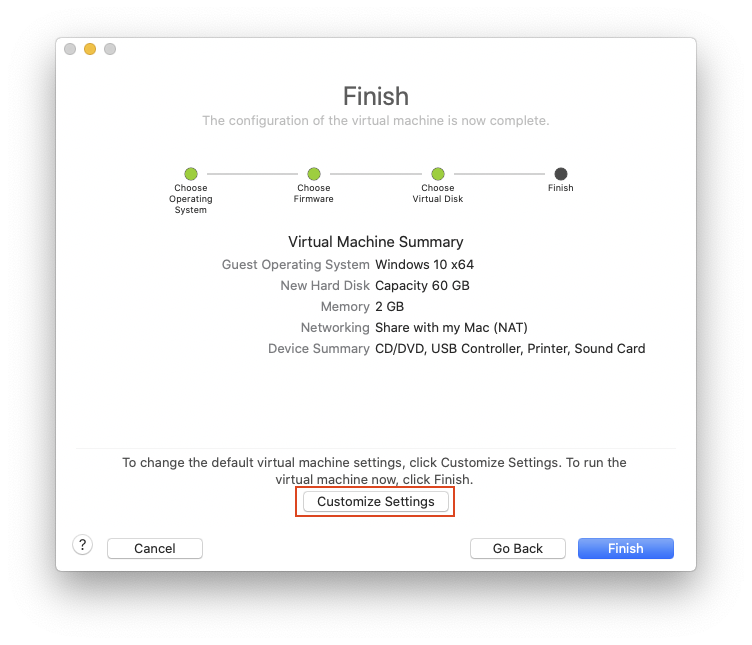 Finish
The configuration of the virtual machine is now complete.
Choose
Operating
System
Choose
Firmware
Choose
Virtual Disk
Finish
Virtual Machine Summary
Guest Operating System Windows 10 x64
New Hard Disk Capacity 60 GB
Memory 2 GB
Networking Share with my Mac (NAT)
Device Summary CD/DVD, USB Controller, Printer, Sound Card
To change the default virtual machine settings, click Customize Settings. To run the
virtual machine now, click Finish.
Customize Settings
? Cancel Go Back Finish